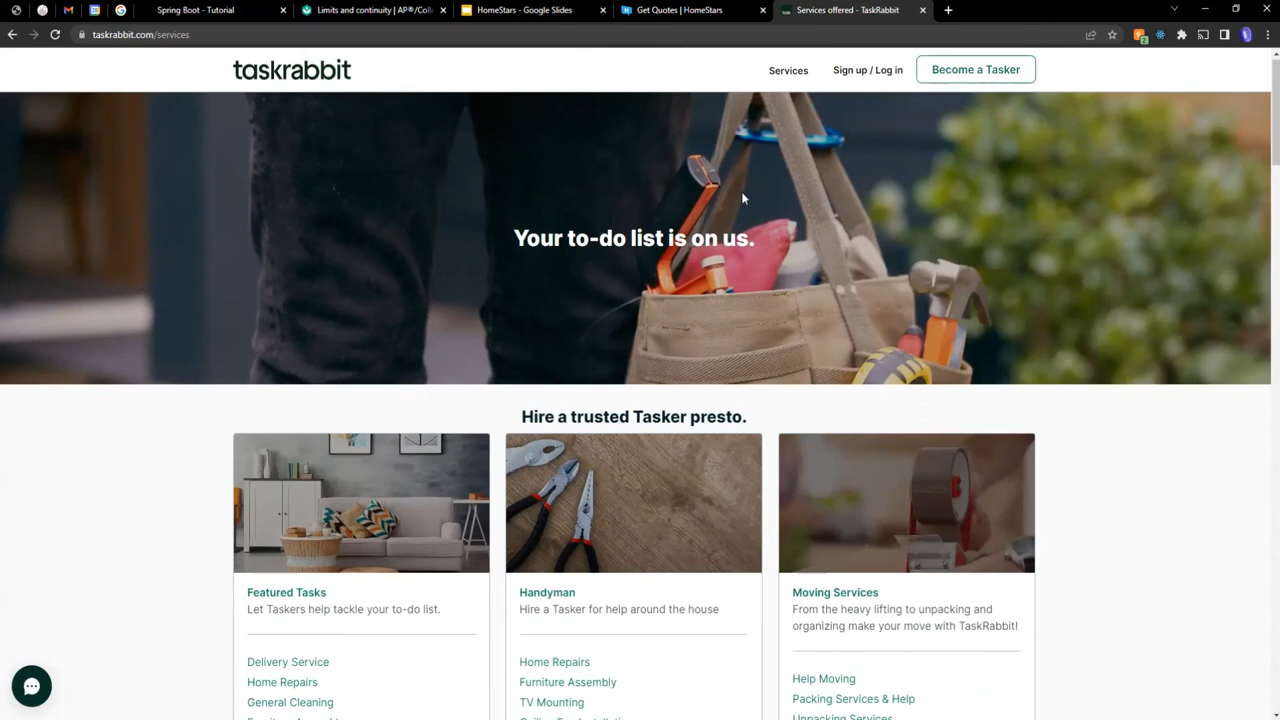 Spring Boot - Tutorial
Limits and continuity | AP®/Coll
HomeStars - Google Slides
Get Quotes | HomeStars
Services offered - TaskRabbit
taskrabbit.com/services
taskrabbit
Services
Sign up / Log in
Become a Tasker
Your to-do list is on us.
Hire a trusted Tasker presto.
Featured Tasks
Let Taskers help tackle your to-do list.
Delivery Service
Home Repairs
General Cleaning
Handyman
Hire a Tasker for help around the house
Home Repairs
Furniture Assembly
TV Mounting
Moving Services
From the heavy lifting to unpacking and
organizing make your move with TaskRabbit!
Help Moving
Packing Services & Help
Unpacking Services